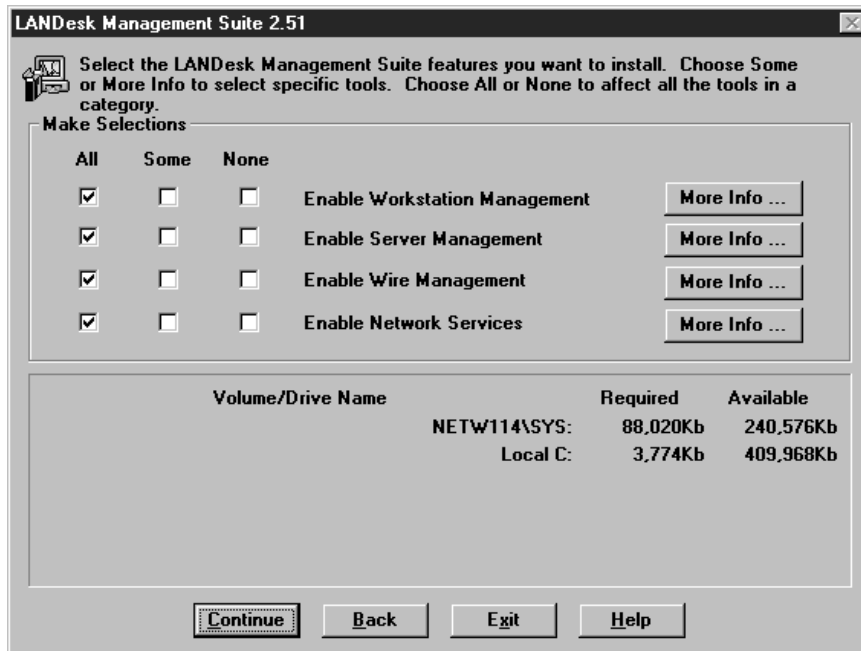 LANDesk Management Suite 2.51
Select the LANDesk Management Suite features you want to install. Choose Some
or More Info to select specific tools. Choose All or None to affect all the tools in a
category.
Make Selections
All Some None
Enable Workstation Management More Info ...
Enable Server Management More Info ...
Enable Wire Management More Info ...
Enable Network Services More Info ...
Volume/Drive Name Required Available
NETW114\SYS: 88,020Kb 240,576Kb
Local C: 3,774Kb 409,968Kb
Continue Back Exit Help